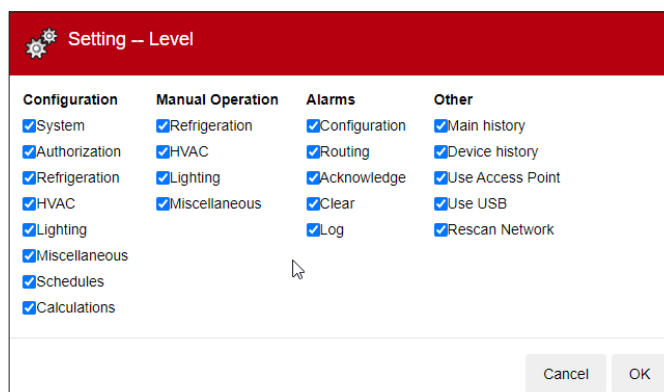 Setting -- Level
Configuration Manual Operation Alarms Other
System Refrigeration Configuration Main history
Authorization HVAC Routing Device history
Refrigeration Lighting Acknowledge Use Access Point
HVAC Miscellaneous Clear Use USB
Lighting Log Rescan Network
Miscellaneous
Schedules
Calculations
Cancel OK